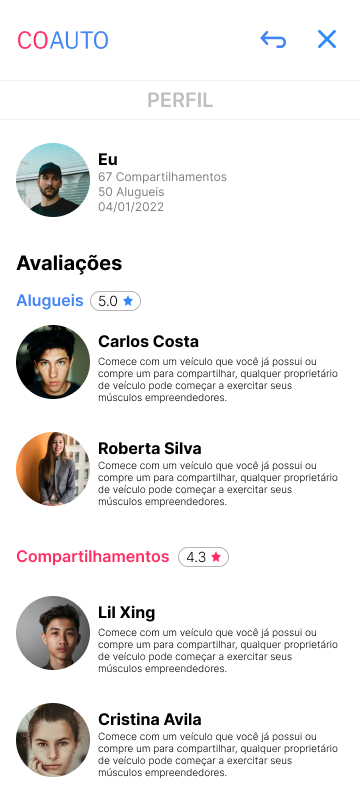 COAUTO
PERFIL
Eu
67 Compartilhamentos
50 Alugueis
04/01/2022
Avaliações
Alugueis 5.0
Carlos Costa
Comece com um veículo que você já possui ou
compre um para compartilhar, qualquer proprietário
de veículo pode começar a exercitar seus
músculos empreendedores.
Roberta Silva
Comece com um veículo que você já possui ou
compre um para compartilhar, qualquer proprietário
de veículo pode começar a exercitar seus
músculos empreendedores.
Compartilhamentos 4.3
Lil Xing
Comece com um veículo que você já possui ou
compre um para compartilhar, qualquer proprietário
de veículo pode começar a exercitar seus
músculos empreendedores.
Cristina Avila
Comece com um veículo que você já possui ou
compre um para compartilhar, qualquer proprietário
de veículo pode começar a exercitar seus
músculos empreendedores.